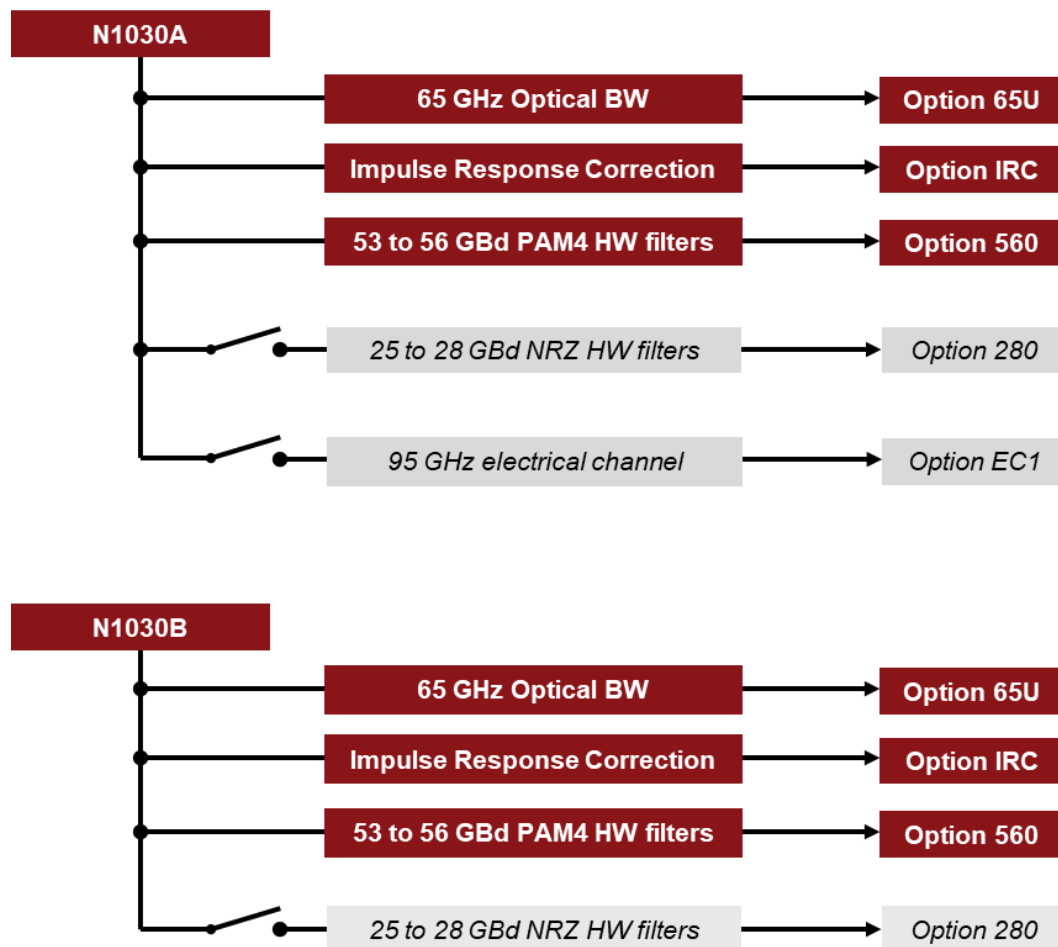 N1030A
65 GHz Optical BW
Option 65U
Impulse Response Correction
Option IRC
53 to 56 GBd PAM4 HW filters
Option 560
25 to 28 GBd NRZ HW filters
Option 280
95 GHz electrical channel
Option EC1
N1030B
65 GHz Optical BW
Option 65U
Impulse Response Correction
Option IRC
53 to 56 GBd PAM4 HW filters
Option 560
25 to 28 GBd NRZ HW filters
Option 280